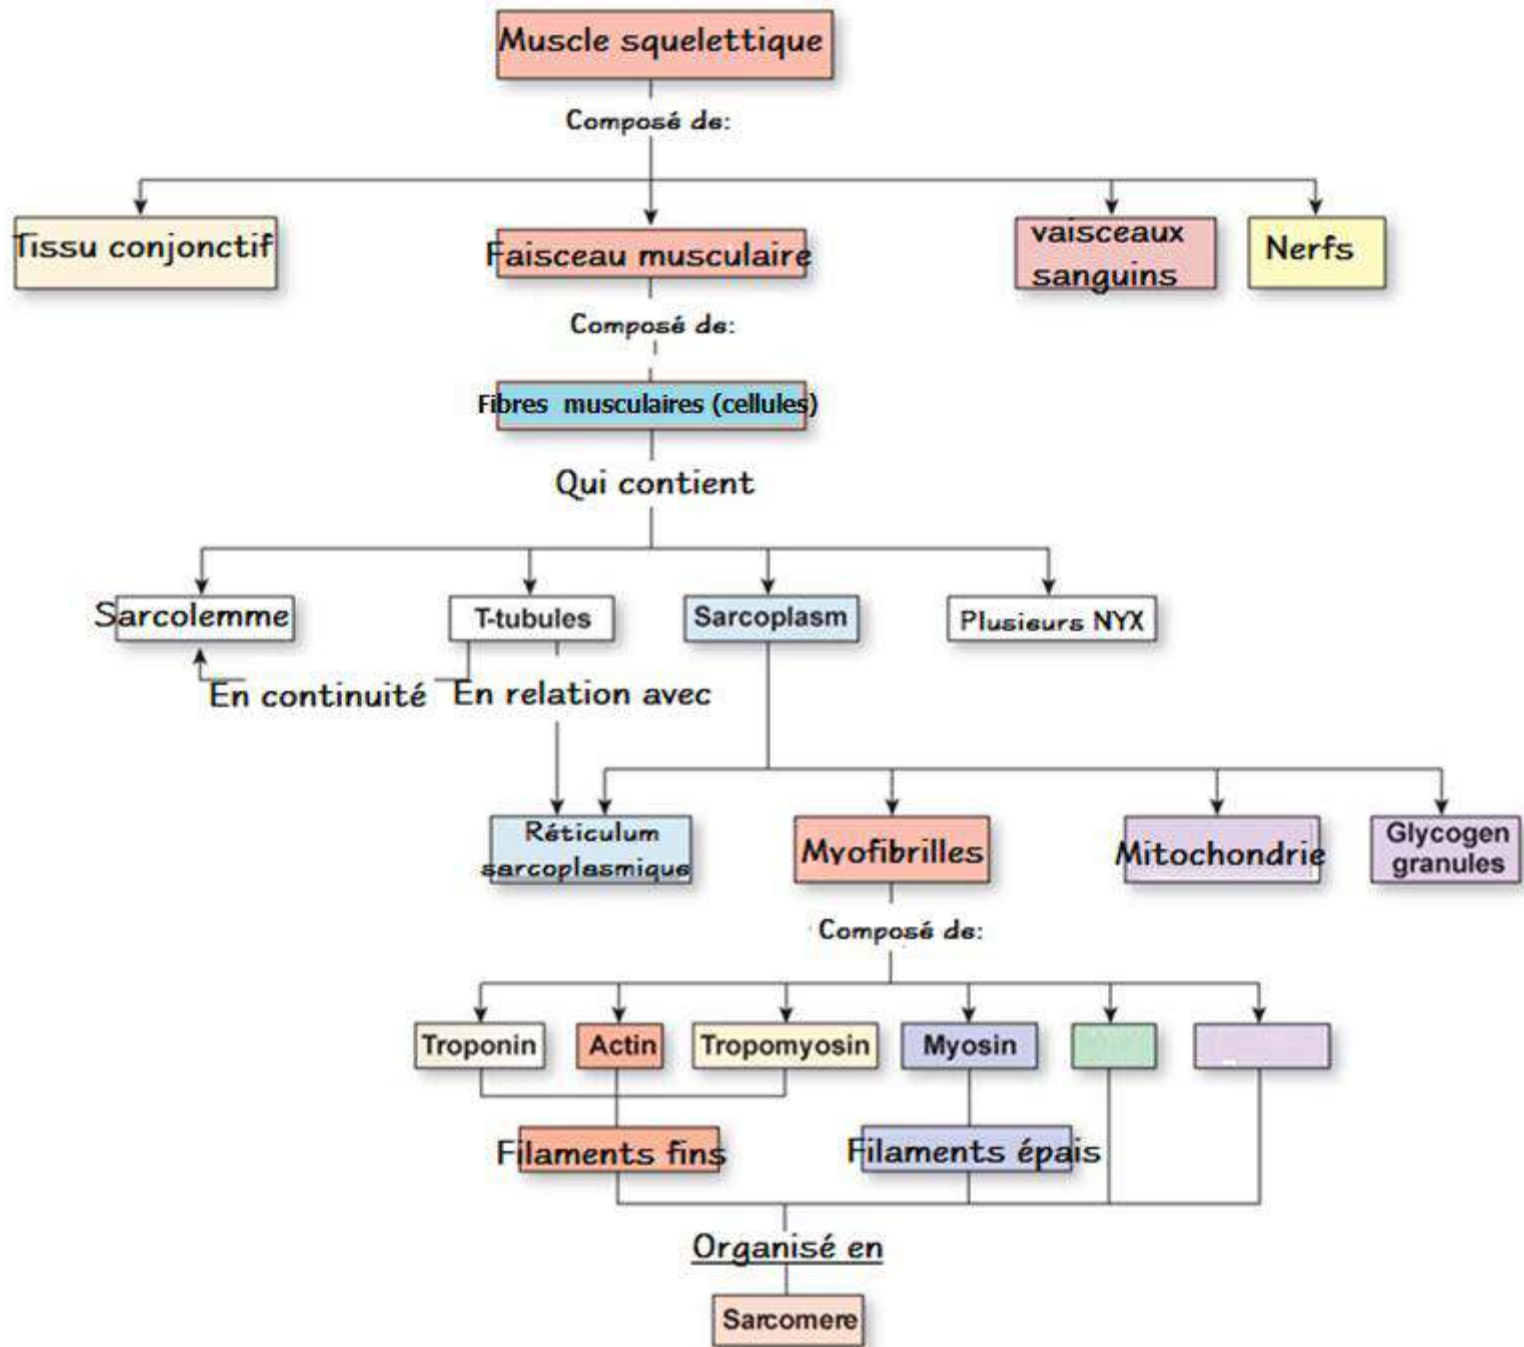 Muscle squelettique
Composé de:
Tissu conjonctif
Faisceau musculaire
vaisceaux
sanguins
Nerfs
Composé de:
Fibres musculaires (cellules)
Qui contient
Sarcolemme
T-tubules
Sarcoplasm
Plusieurs NYX
En continuité
En relation avec
Réticulum
sarcoplasmique
Myofibrilles
Mitochondrie
Glycogen
granules
Composé de:
Troponin
Actin
Tropomyosin
Myosin
Filaments fins
Filaments épais
Organisé en
Sarcomere